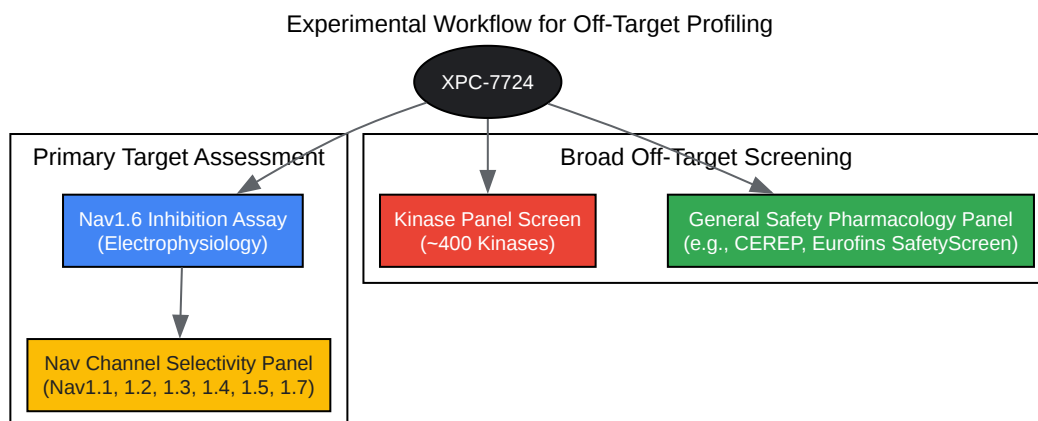 Experimental Workflow for Off-Target Profiling
XPC-7724
Primary Target Assessment
Nav1.6 Inhibition Assay
(Electrophysiology)
Nav Channel Selectivity Panel
(Nav1.1, 1.2, 1.3, 1.4, 1.5, 1.7)
Broad Off-Target Screening
Kinase Panel Screen
(~400 Kinases)
General Safety Pharmacology Panel
(e.g., CEREP, Eurofins SafetyScreen)